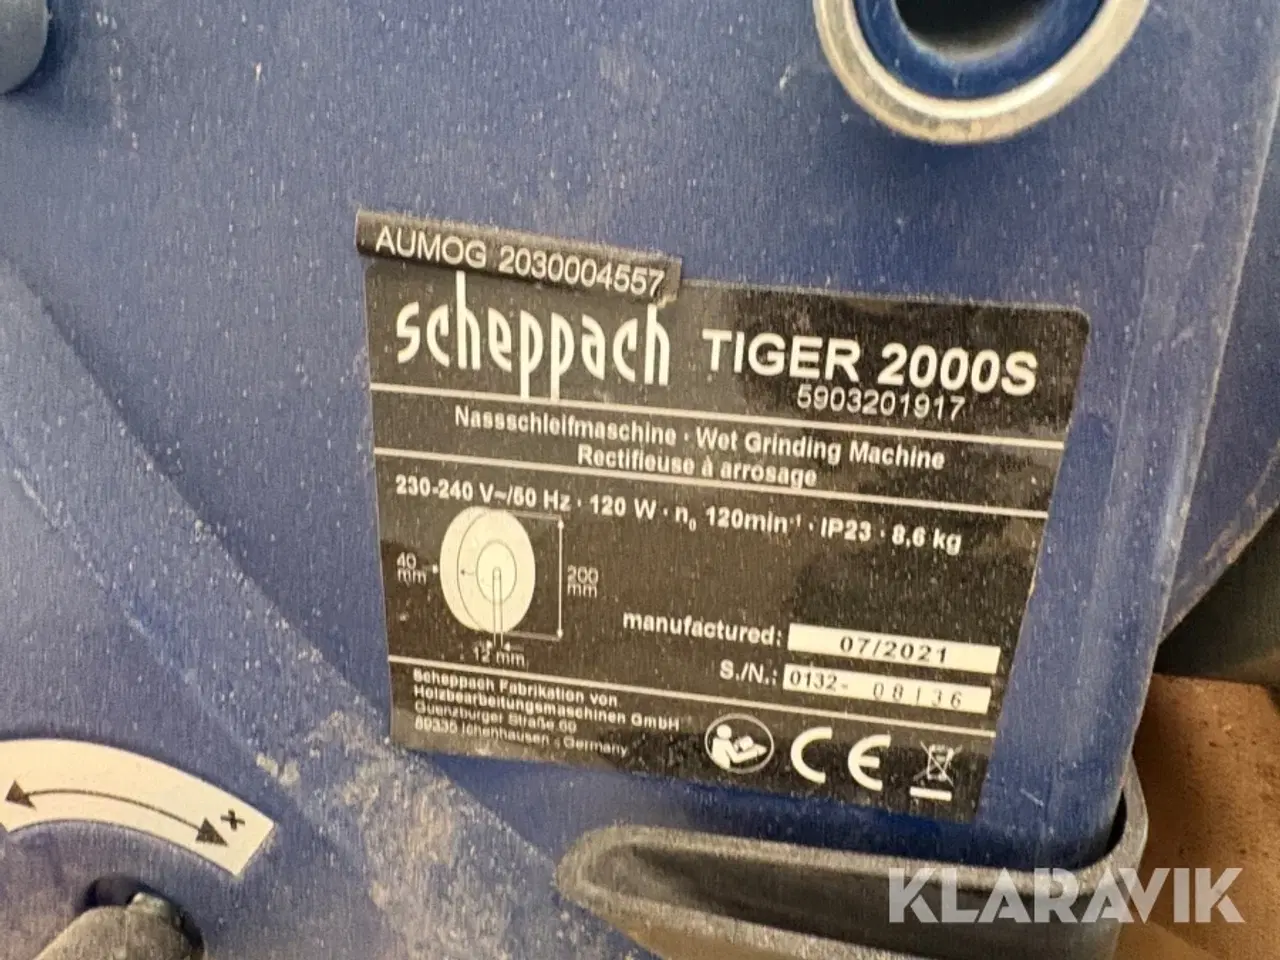 AUMOG 2030004557
scheppach TIGER 2000S
5903201917
Nassschleifmaschine · Wet Grinding Machine
Rectifieuse à arrosage
230-240 V~/50 Hz · 120 W · n₀ 120min⁻¹ · IP23 · 8,6 kg
40 mm
200 mm
12 mm
manufactured: 07/2021
S./N.: 0132- 08136
Scheppach Fabrikation von
Holzbearbeitungsmaschinen GmbH
Guenzburger Straße 69
89335 Ichenhausen, Germany
CE
x
KLARAVIK